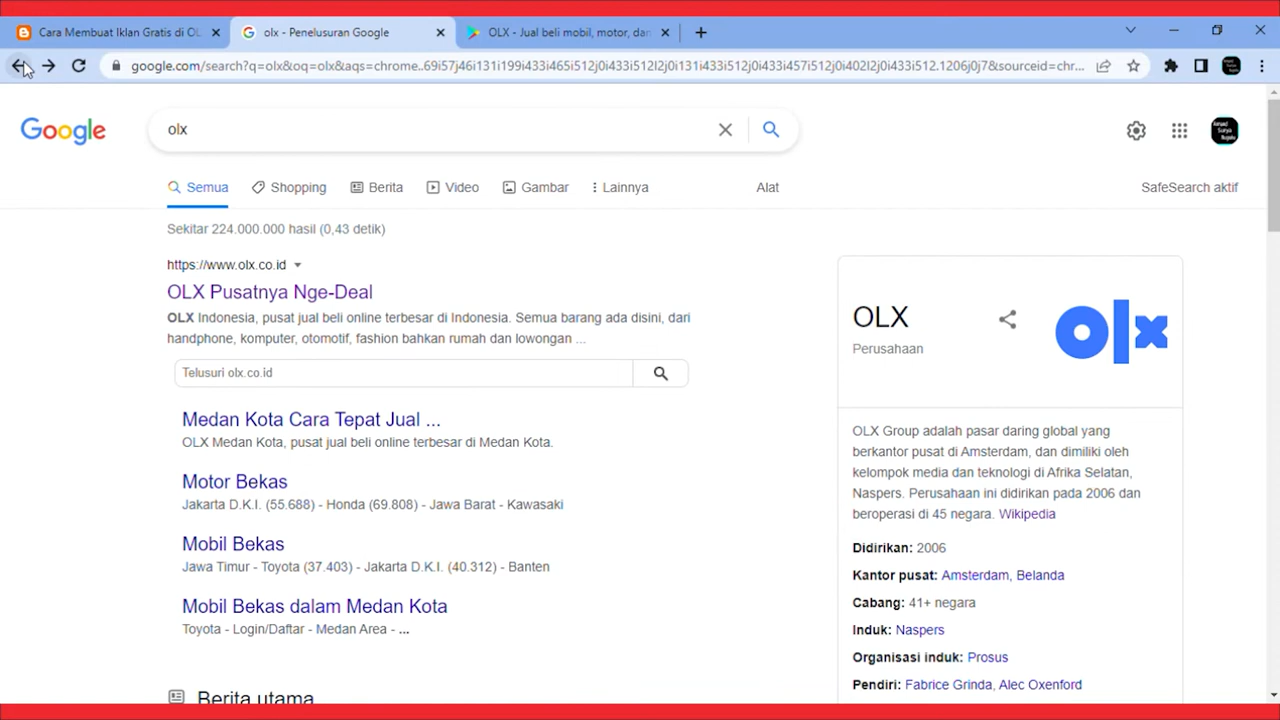 Cara Membuat Iklan Gratis di OL
olx - Penelusuran Google
OLX - Jual beli mobil, motor, dan
google.com/search?q=olx&oq=olx&aqs=chrome..69i57j46i131i199i433i465i512j0i433i512l2j0i131i433i512j0i433i457i512j0i402l2j0i433i512.1206j0j7&sourceid=chr...
Google
olx
Semua
Shopping
Berita
Video
Gambar
Lainnya
Alat
SafeSearch aktif
Sekitar 224.000.000 hasil (0,43 detik)
https://www.olx.co.id
OLX Pusatnya Nge-Deal
OLX Indonesia, pusat jual beli online terbesar di Indonesia. Semua barang ada disini, dari
handphone, komputer, otomotif, fashion bahkan rumah dan lowongan ...
Telusuri olx.co.id
Medan Kota Cara Tepat Jual ...
OLX Medan Kota, pusat jual beli online terbesar di Medan Kota.
Motor Bekas
Jakarta D.K.I. (55.688) - Honda (69.808) - Jawa Barat - Kawasaki
Mobil Bekas
Jawa Timur - Toyota (37.403) - Jakarta D.K.I. (40.312) - Banten
Mobil Bekas dalam Medan Kota
Toyota - Login/Daftar - Medan Area - ...
Berita utama
OLX
Perusahaan
olx
OLX Group adalah pasar daring global yang
berkantor pusat di Amsterdam, dan dimiliki oleh
kelompok media dan teknologi di Afrika Selatan,
Naspers. Perusahaan ini didirikan pada 2006 dan
beroperasi di 45 negara. Wikipedia
Didirikan: 2006
Kantor pusat: Amsterdam, Belanda
Cabang: 41+ negara
Induk: Naspers
Organisasi induk: Prosus
Pendiri: Fabrice Grinda, Alec Oxenford